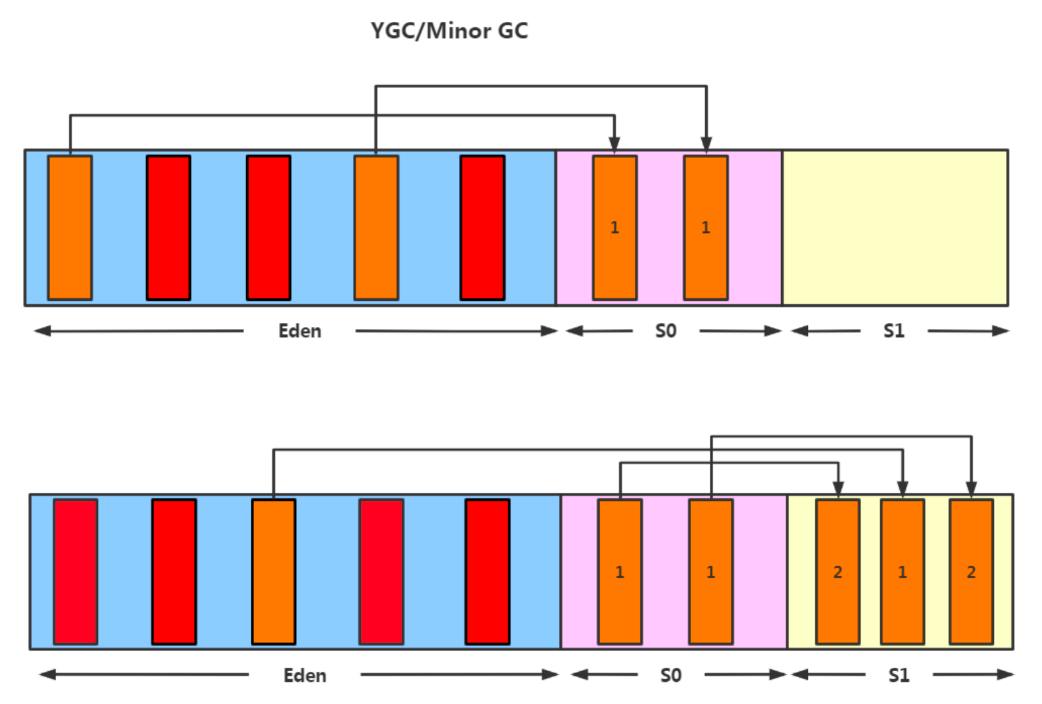 YGC/Minor GC
1 1
Eden S0 S1
1 1 2 1 2
Eden S0 S1